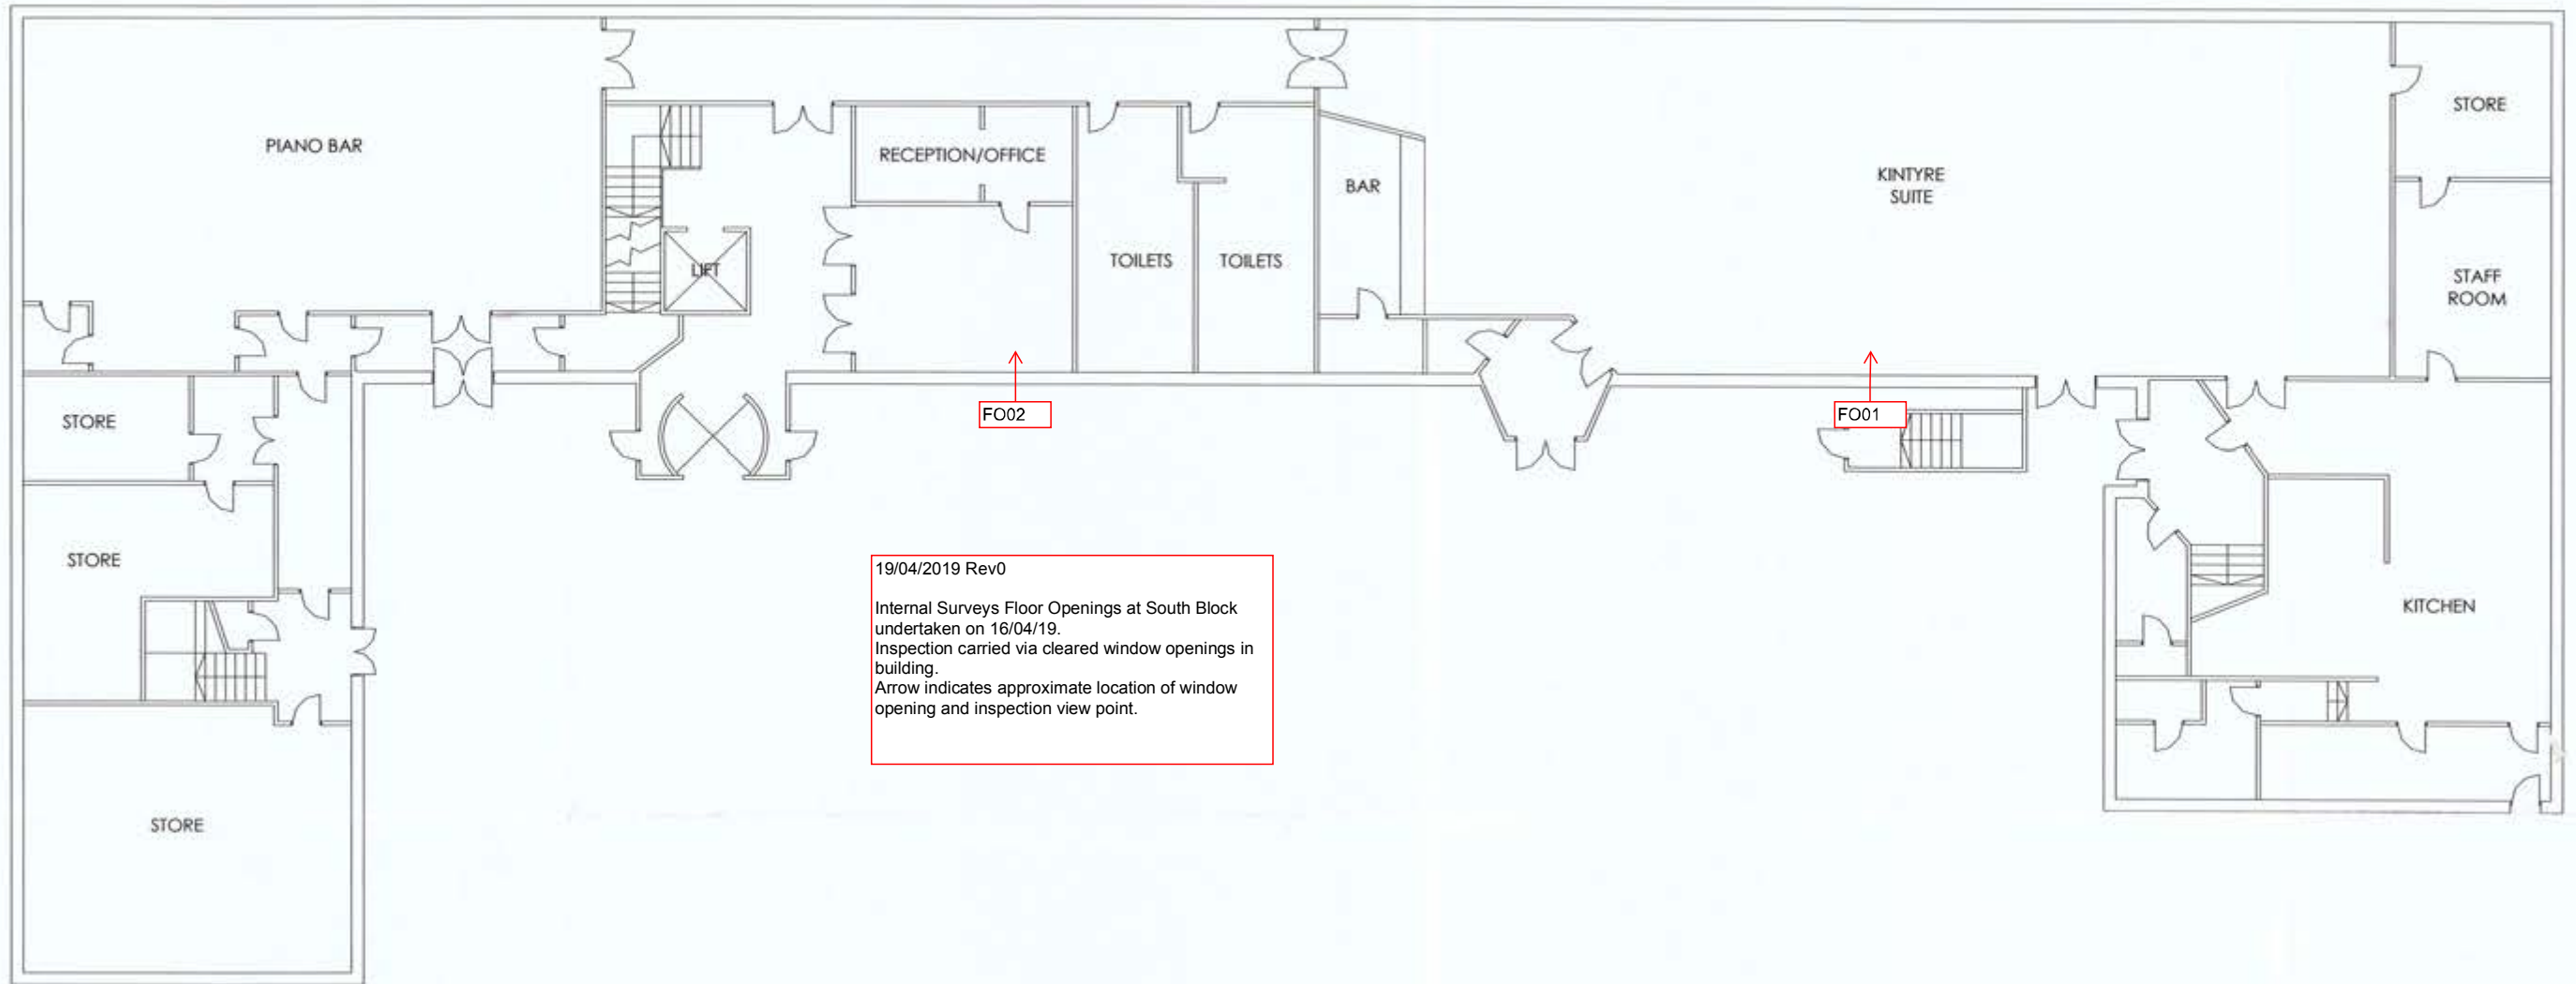 PIANO BAR
RECEPTION/OFFICE
LIFT
TOILETS
TOILETS
BAR
KINTYRE
SUITE
STORE
STAFF
ROOM
FO02
FO01
STORE
STORE
STORE
KITCHEN
19/04/2019 Rev0
Internal Surveys Floor Openings at South Block
undertaken on 16/04/19.
Inspection carried via cleared window openings in
building.
Arrow indicates approximate location of window
opening and inspection view point.